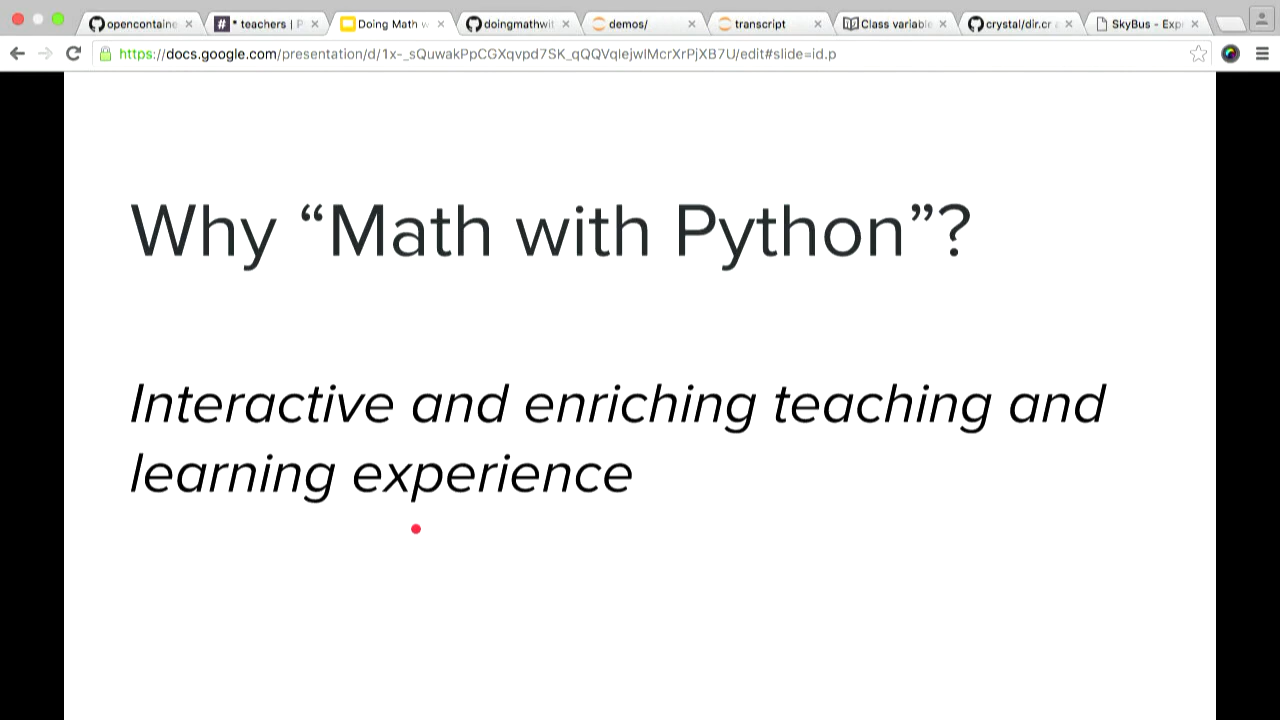 opencontaine
* teachers | P
Doing Math w
doingmathwit
demos/
transcript
Class variable
crystal/dir.cr a
SkyBus - Exp
https://docs.google.com/presentation/d/1x-_sQuwakPpCGXqvpd7SK_qQQVqIejwlMcrXrPjXB7U/edit#slide=id.p
Why “Math with Python”?
Interactive and enriching teaching and
learning experience